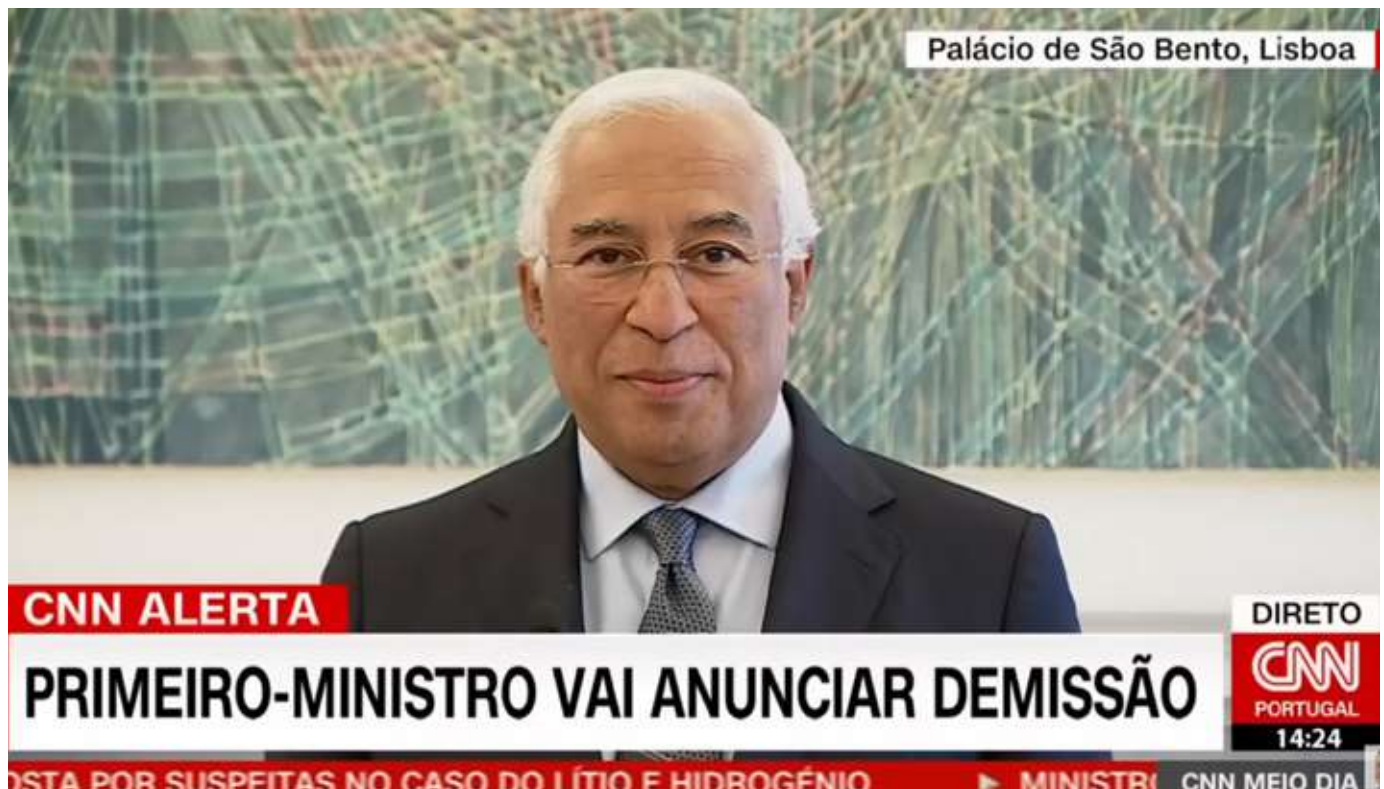 Palácio de São Bento, Lisboa
CNN ALERTA
PRIMEIRO-MINISTRO VAI ANUNCIAR DEMISSÃO
DIRETO
CNN
PORTUGAL
14:24
POR SUSPEITAS NO CASO DO LÍTIO E HIDROGÉNIO
CNN MEIO DIA